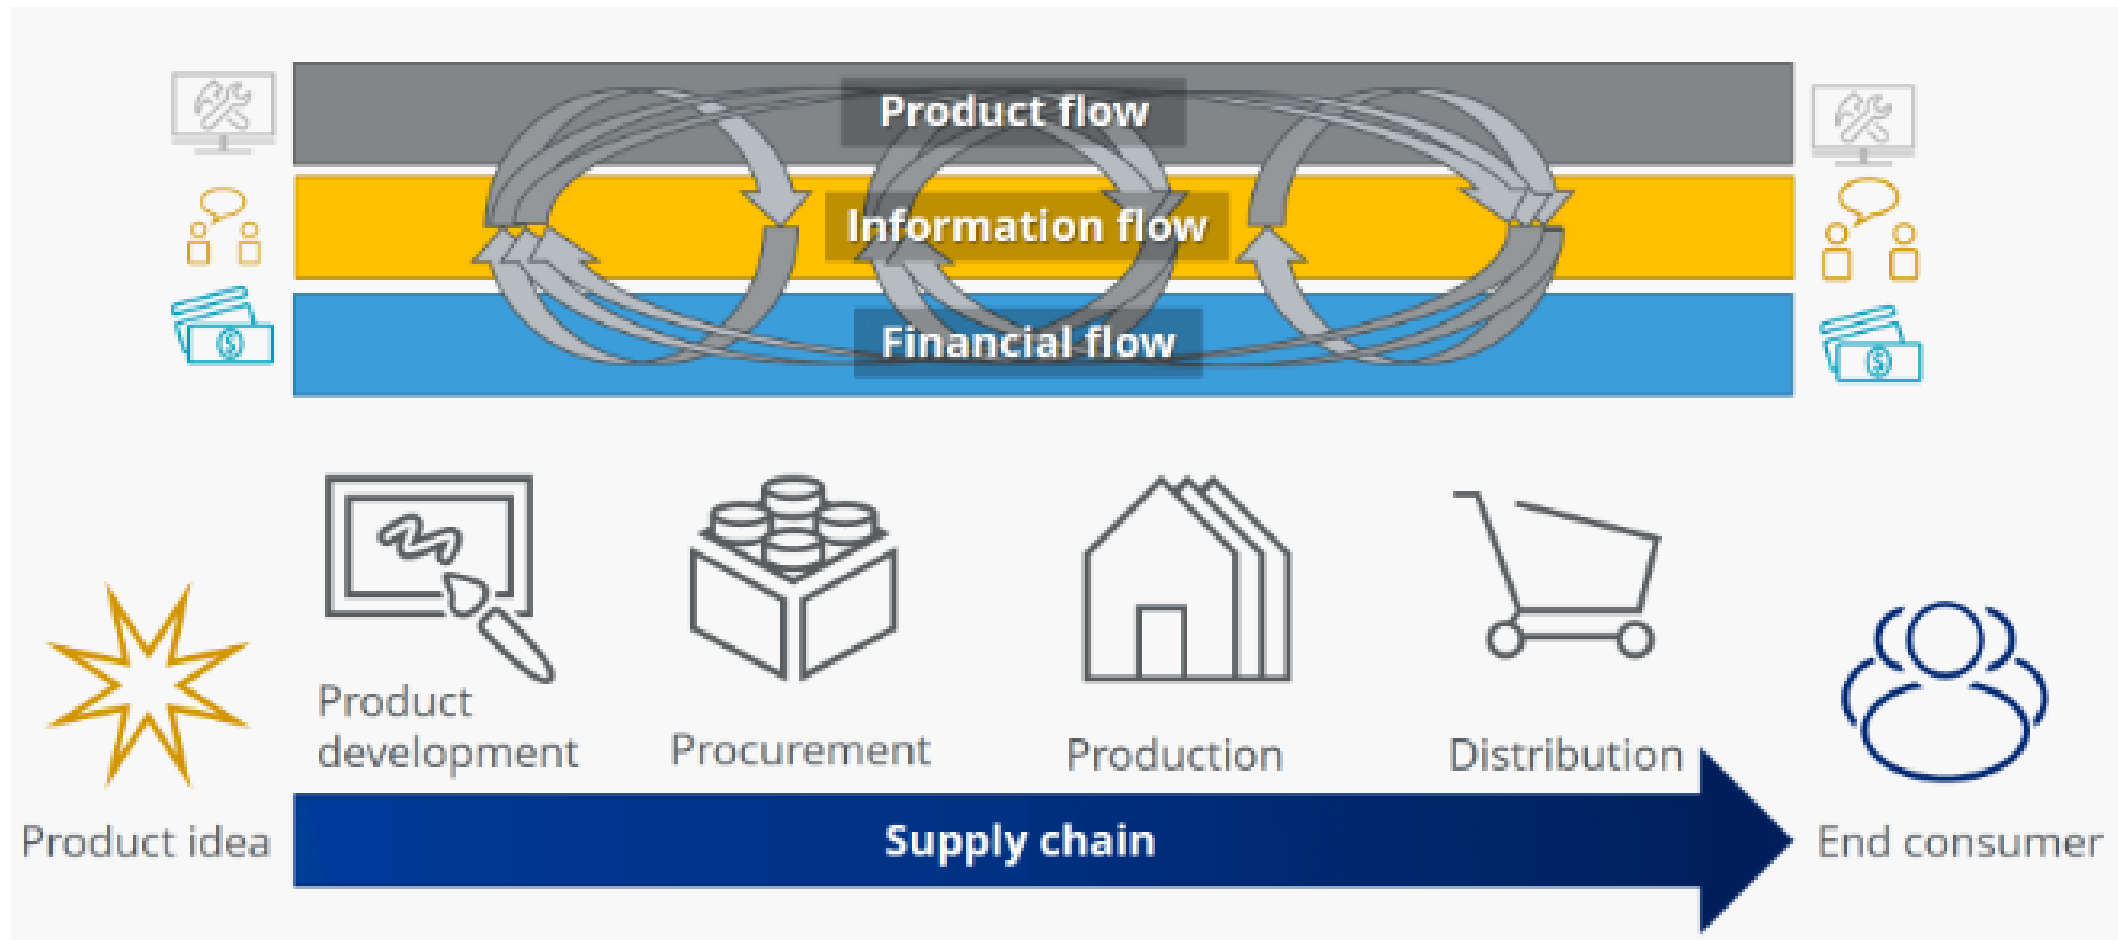 Product flow
Information flow
Financial flow
Product
development
Procurement
Production
Distribution
Product idea
Supply chain
End consumer